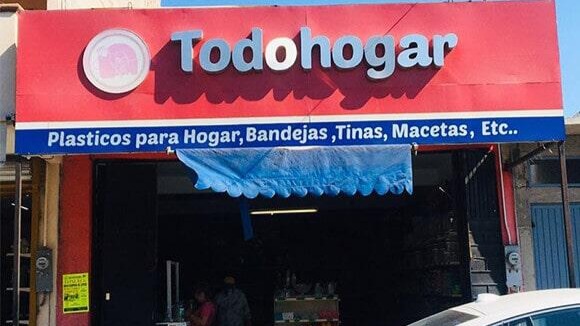 Todohogar
Plasticos para Hogar, Bandejas ,Tinas, Macetas, Etc..